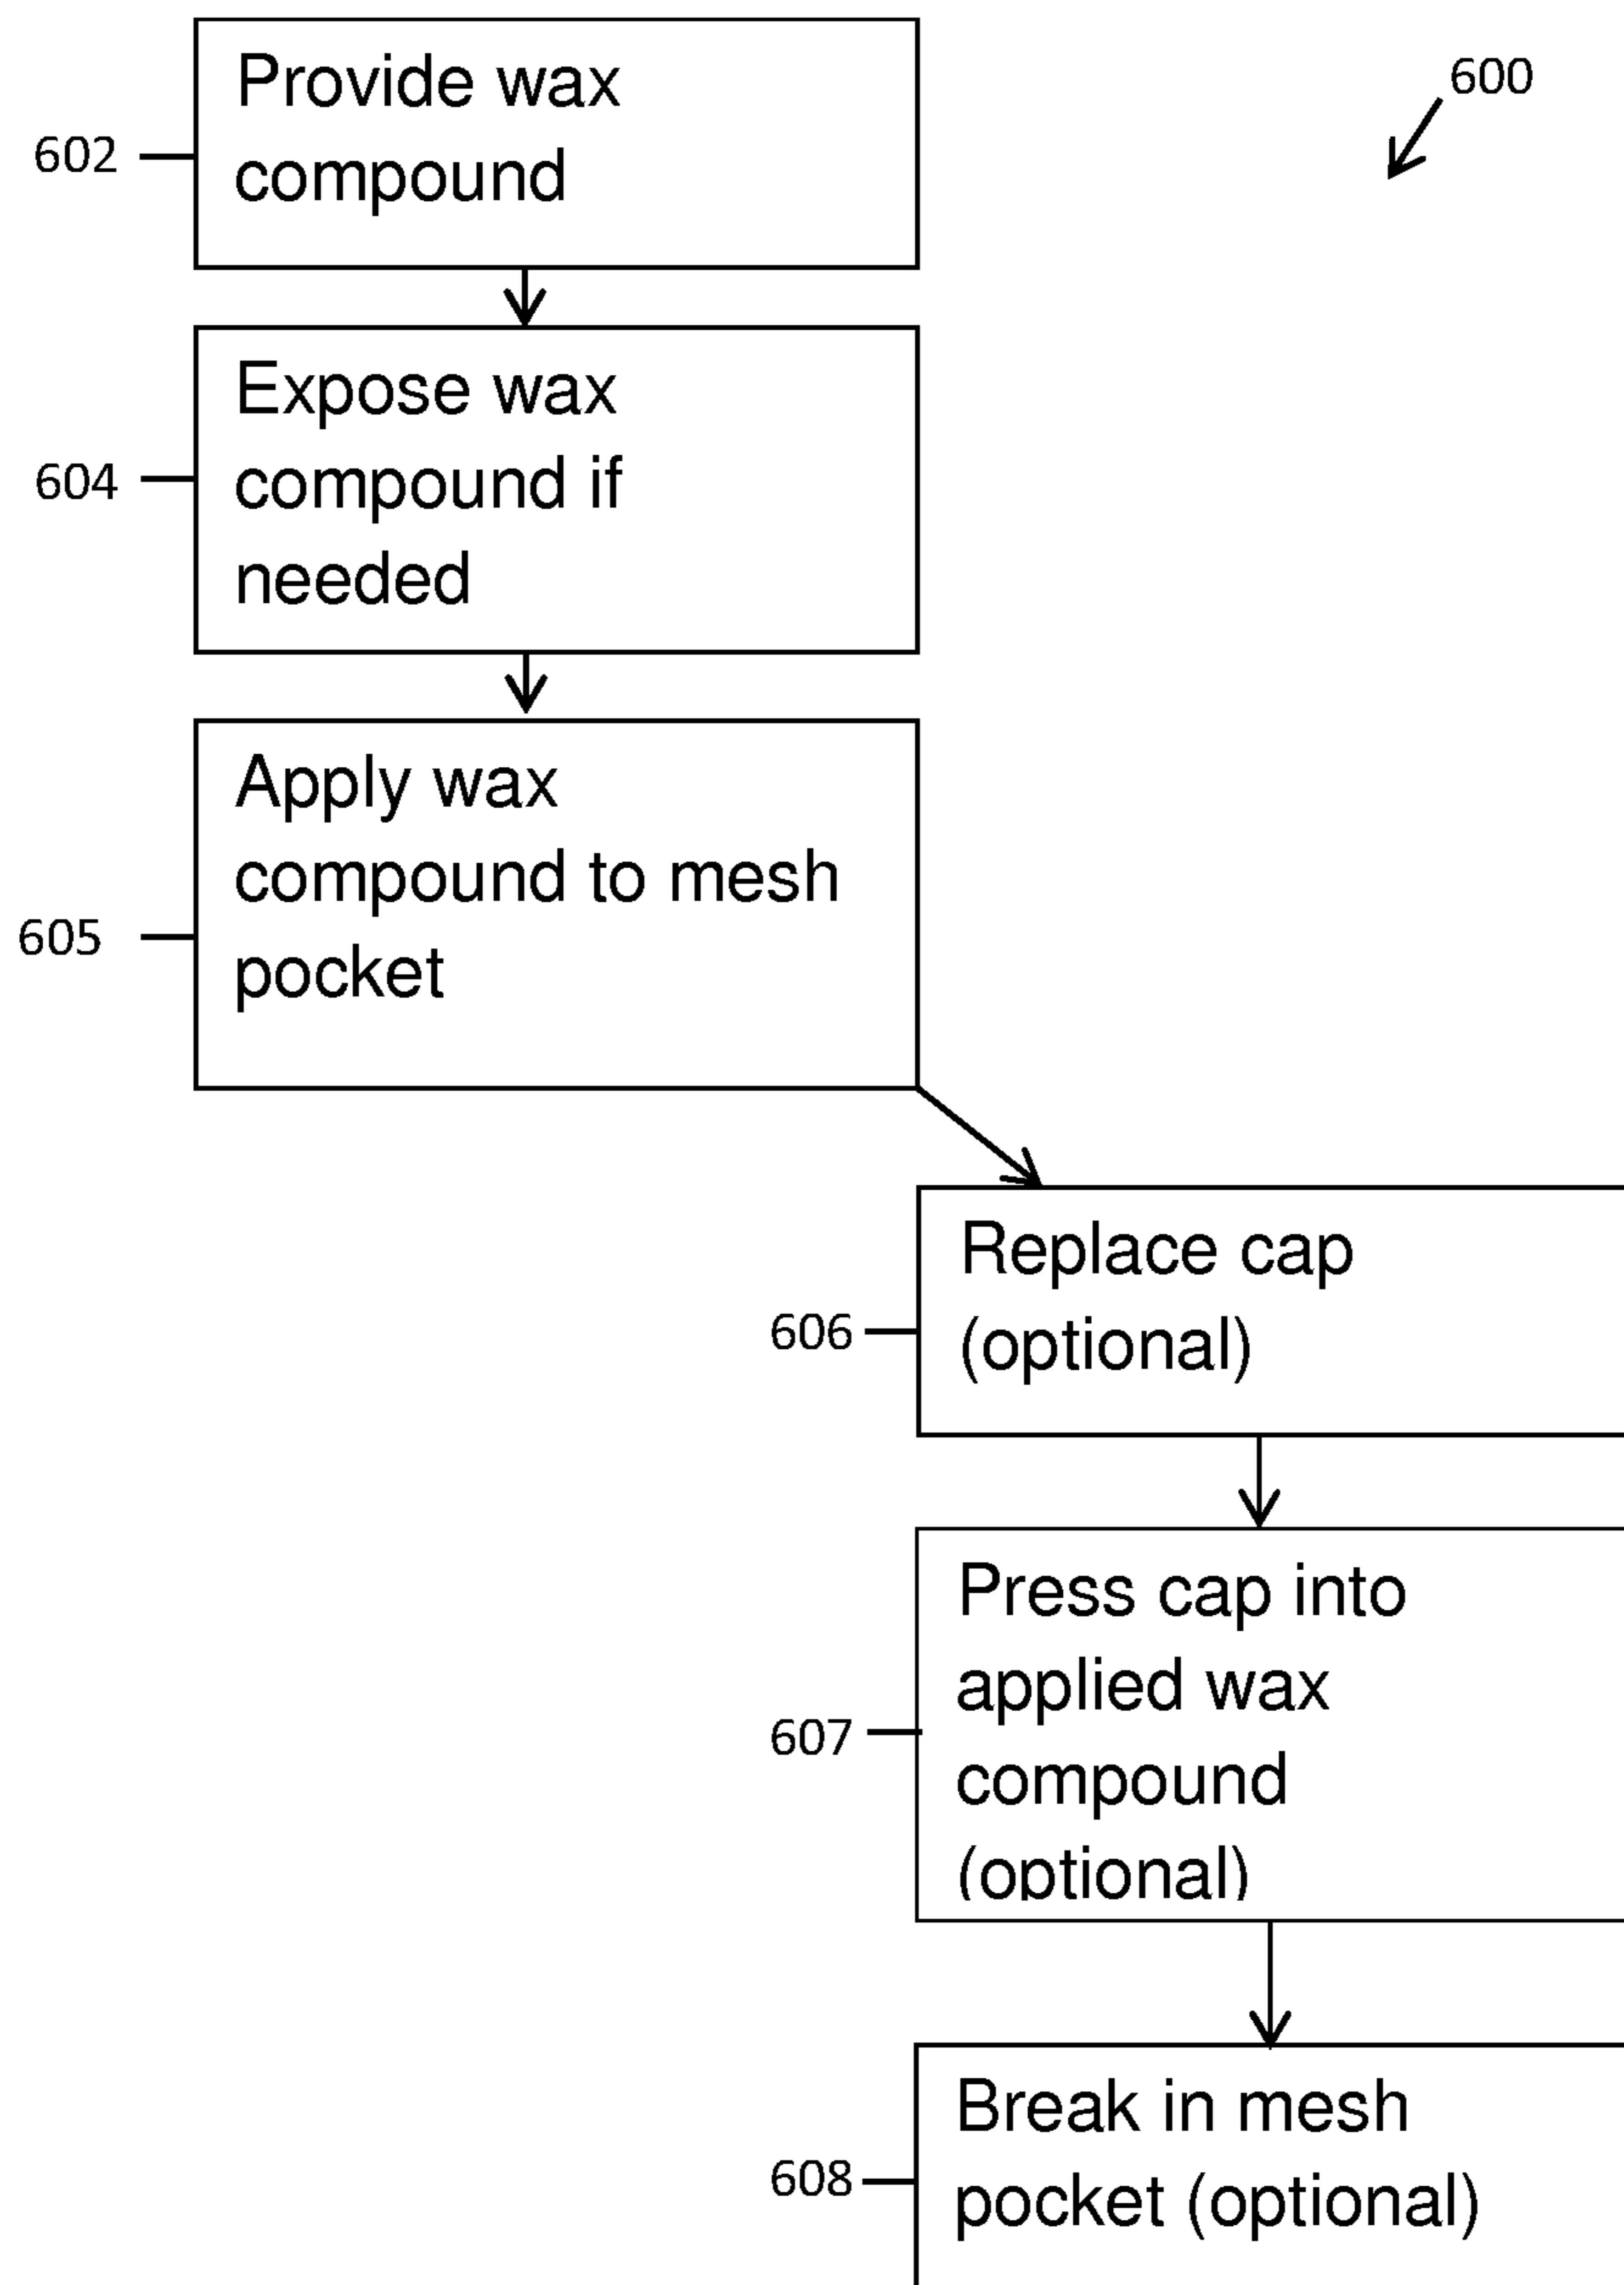 600
Provide wax
602
compound
Expose wax
604
compound if
needed
Apply wax
compound to mesh
605
pocket
Replace cap
606
(optional)
Press cap into
applied wax
607
compound
(optional)
Break in mesh
608
pocket (optional)